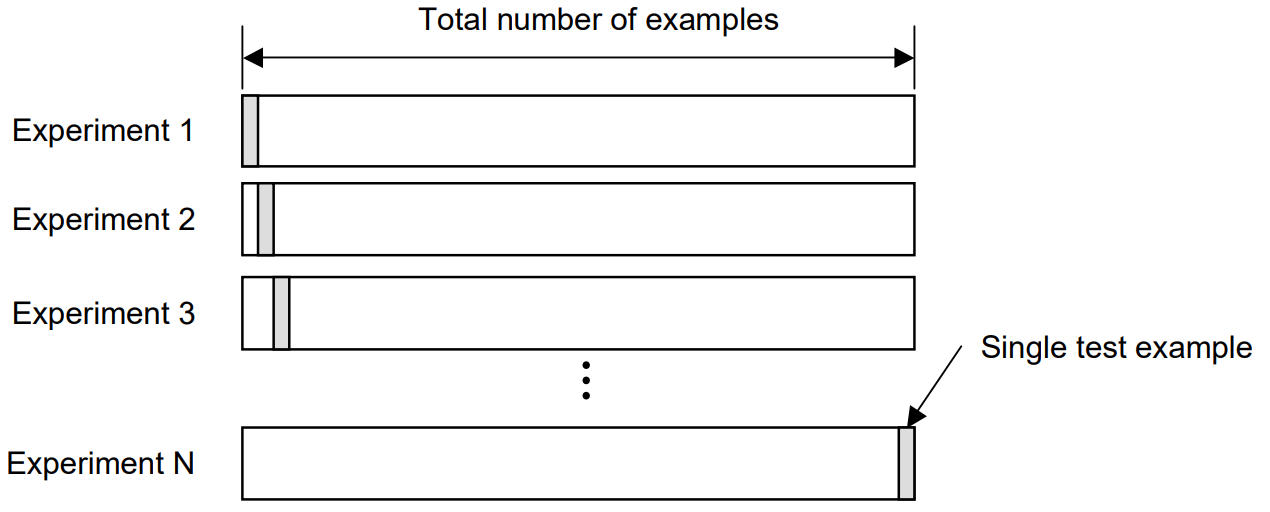 Total number of examples
Experiment 1
Experiment 2
Experiment 3
Single test example
Experiment N